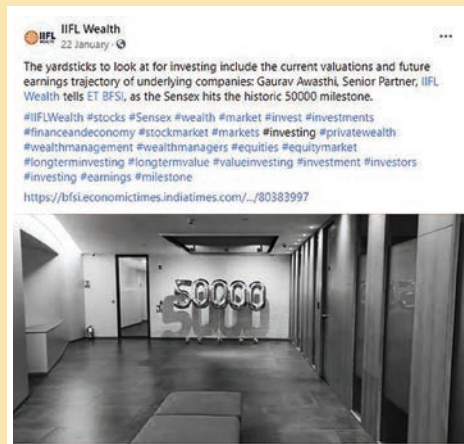 IIFL Wealth
IIFL
WEALTH
22 January ·
The yardsticks to look at for investing include the current valuations and future
earnings trajectory of underlying companies: Gaurav Awasthi, Senior Partner, IIFL
Wealth tells ET BFSI, as the Sensex hits the historic 50000 milestone.
#IIFLWealth #stocks #Sensex #wealth #market #invest #investments
#financeandeconomy #stockmarket #markets #investing #privatewealth
#wealthmanagement #wealthmanagers #equities #equitymarket
#longterminvesting #longtermvalue #valueinvesting #investment #investors
#investing #earnings #milestone
https://bfsi.economictimes.indiatimes.com/.../80383997
50000